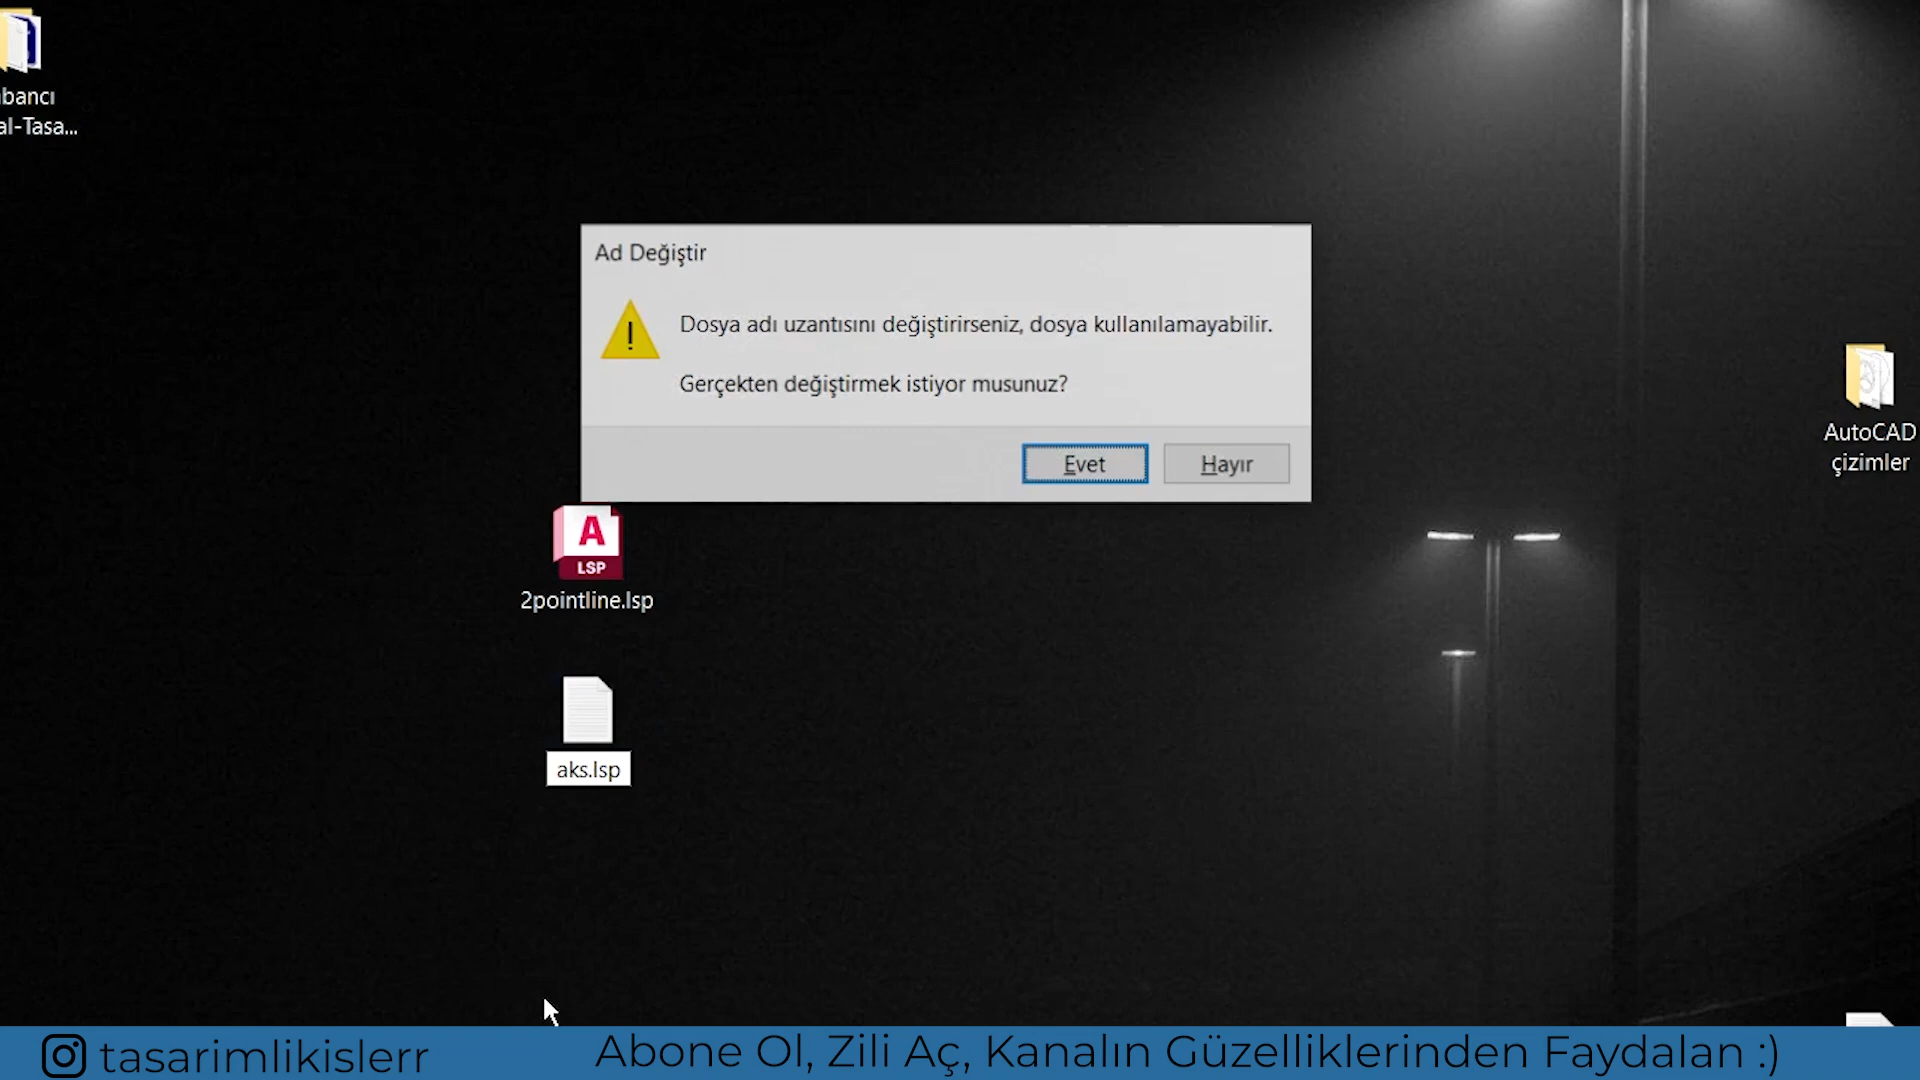 bancı
al-Tasa...
Ad Değiştir
!
Dosya adı uzantısını değiştirirseniz, dosya kullanılamayabilir.
Gerçekten değiştirmek istiyor musunuz?
Evet
Hayır
A
LSP
2pointline.lsp
aks.lsp
AutoCAD
çizimler
tasarimlikislerr
Abone Ol, Zili Aç, Kanalın Güzelliklerinden Faydalan :)